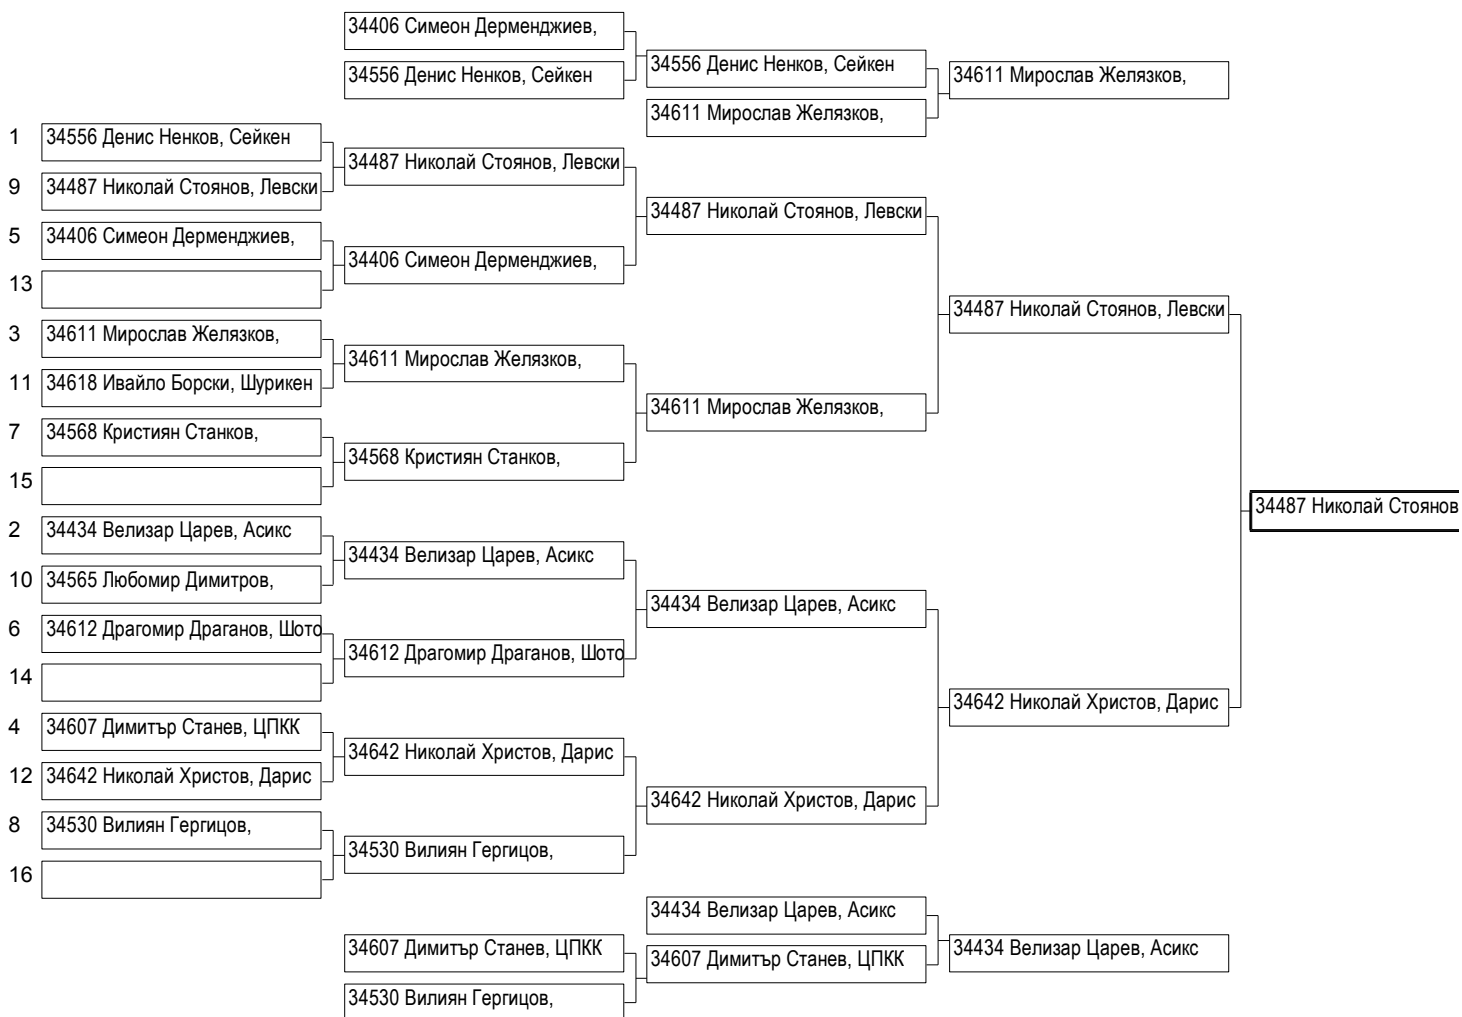 34406 Симеон Дерменджиев,
34556 Денис Ненков, Сейкен
34556 Денис Ненков, Сейкен
34611 Мирослав Желязков,
34611 Мирослав Желязков,
1 34556 Денис Ненков, Сейкен
9 34487 Николай Стоянов, Левски
5 34406 Симеон Дерменджиев,
13
3 34611 Мирослав Желязков,
11 34618 Ивайло Борски, Шурикен
7 34568 Кристиян Станков,
15
2 34434 Велизар Царев, Асикс
10 34565 Любомир Димитров,
6 34612 Драгомир Драганов, Шото
14
4 34607 Димитър Станев, ЦПКК
12 34642 Николай Христов, Дарис
8 34530 Вилиян Гергицов,
16
34487 Николай Стоянов, Левски
34406 Симеон Дерменджиев,
34611 Мирослав Желязков,
34568 Кристиян Станков,
34434 Велизар Царев, Асикс
34612 Драгомир Драганов, Шото
34642 Николай Христов, Дарис
34530 Вилиян Гергицов,
34487 Николай Стоянов, Левски
34611 Мирослав Желязков,
34434 Велизар Царев, Асикс
34642 Николай Христов, Дарис
34487 Николай Стоянов, Левски
34642 Николай Христов, Дарис
34487 Николай Стоянов
34607 Димитър Станев, ЦПКК
34530 Вилиян Гергицов,
34434 Велизар Царев, Асикс
34607 Димитър Станев, ЦПКК
34434 Велизар Царев, Асикс